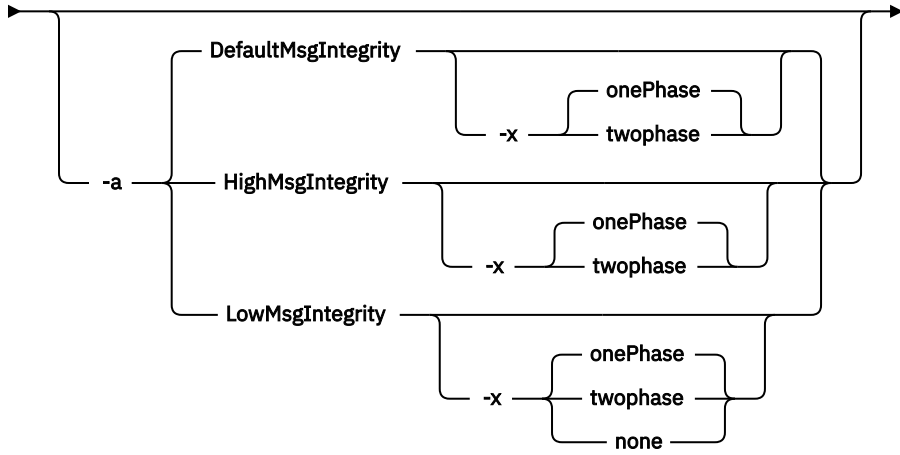 DefaultMsgIntegrity
onePhase
-x twophase
-a HighMsgIntegrity
onePhase
-x twophase
LowMsgIntegrity
onePhase
-x twophase
none